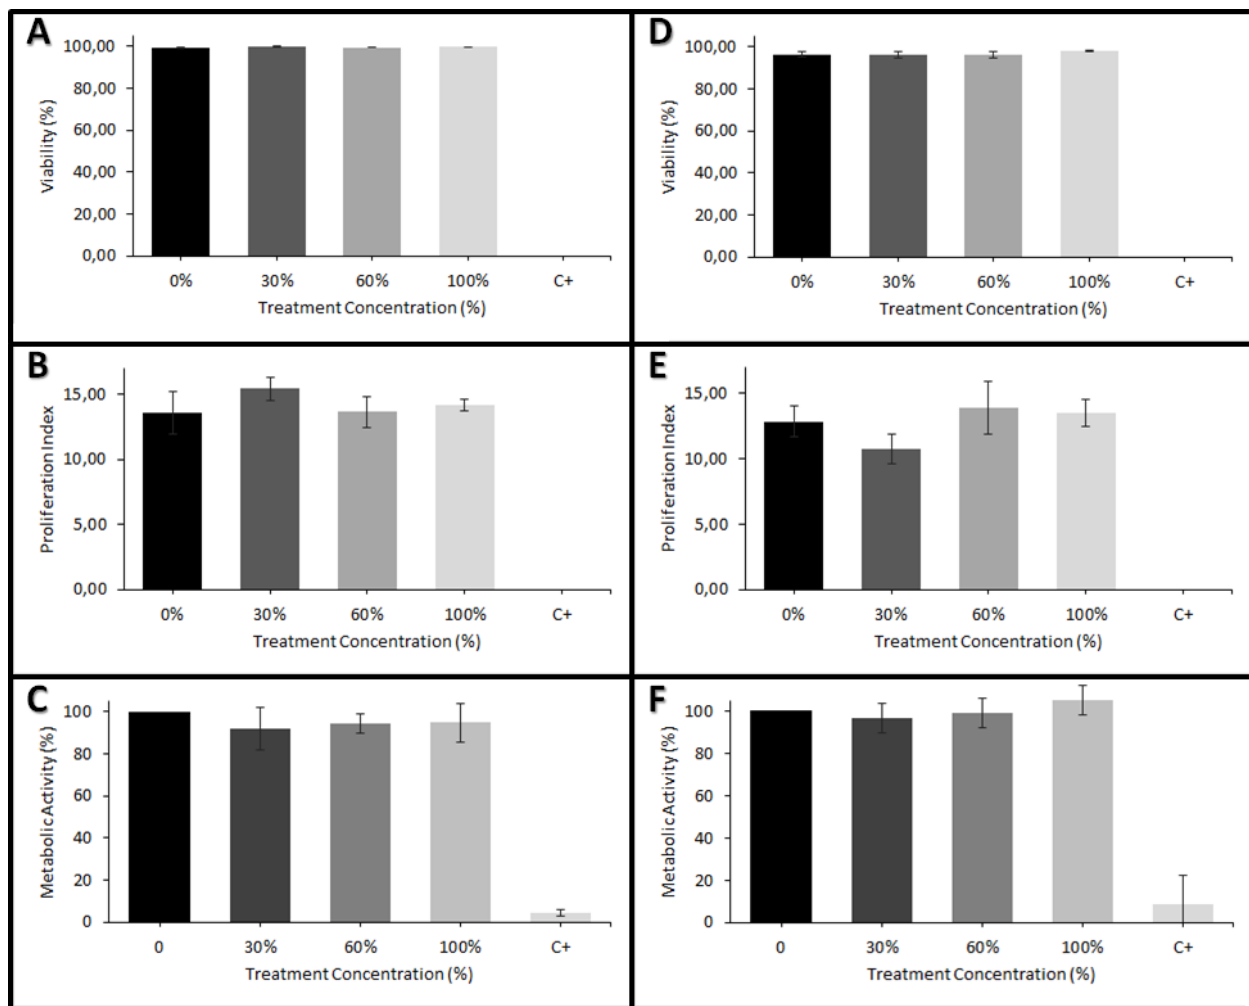 A
Viability (%)
100,00
80,00
60,00
40,00
20,00
0,00
0% 30% 60% 100% C+
Treatment Concentration (%)
D
Viability (%)
100,00
80,00
60,00
40,00
20,00
0,00
0% 30% 60% 100% C+
Treatment Concentration (%)
B
Proliferation Index
15,00
10,00
5,00
0,00
0% 30% 60% 100% C+
Treatment Concentration (%)
E
Proliferation Index
15,00
10,00
5,00
0,00
0% 30% 60% 100% C+
Treatment Concentration (%)
C
Metabolic Activity (%)
100
80
60
40
20
0
0 30% 60% 100% C+
Treatment Concentration (%)
F
Metabolic Activity (%)
100
80
60
40
20
0
0 30% 60% 100% C+
Treatment Concentration (%)